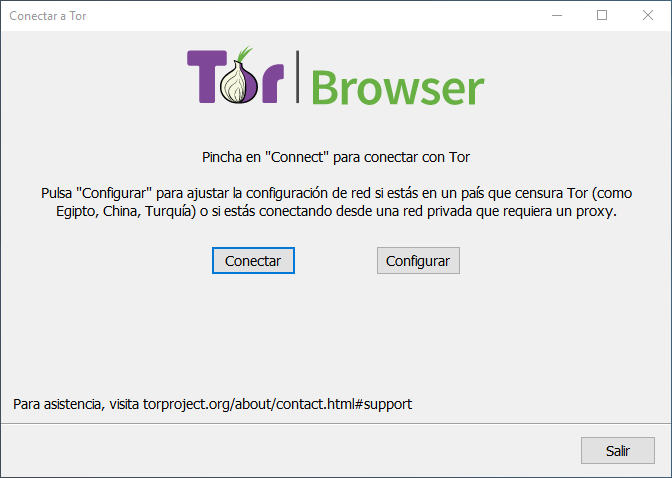 Conectar a Tor
Tor Browser
Pincha en "Connect" para conectar con Tor
Pulsa "Configurar" para ajustar la configuración de red si estás en un país que censura Tor (como
Egipto, China, Turquía) o si estás conectando desde una red privada que requiera un proxy.
Conectar Configurar
Para asistencia, visita torproject.org/about/contact.html#support
Salir